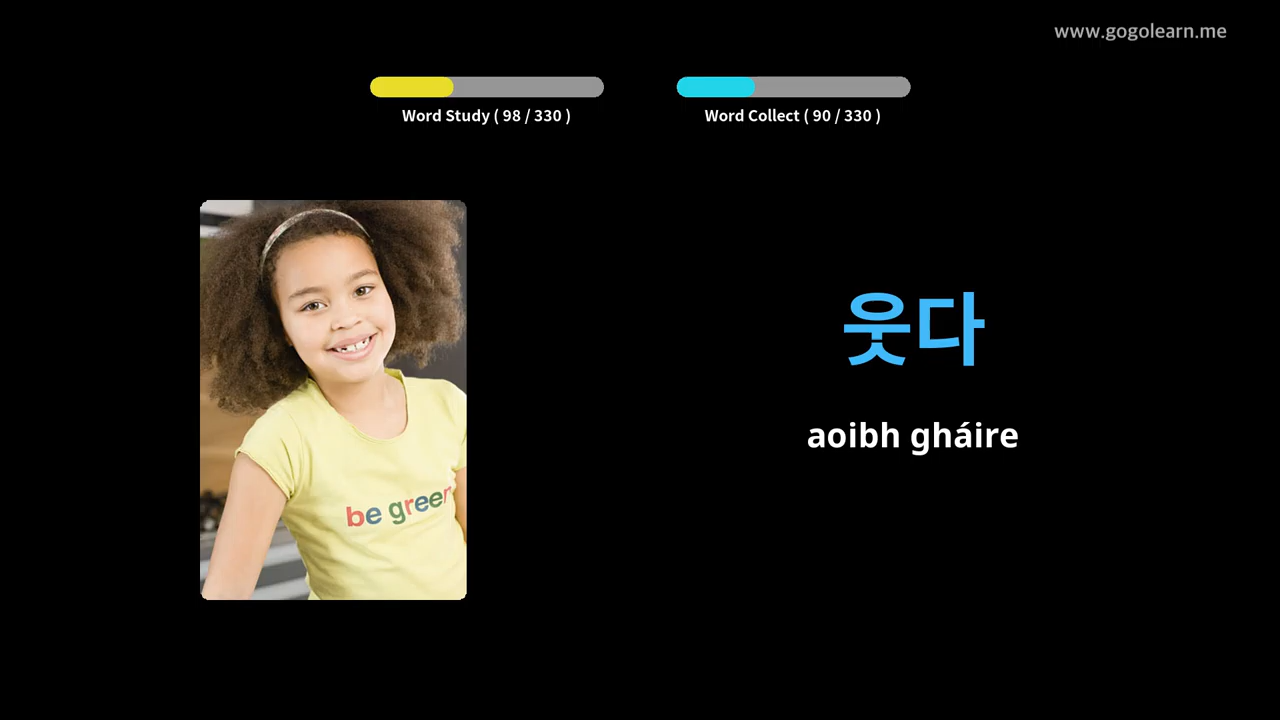 www.gogolearn.me
Word Study ( 98 / 330 )
Word Collect ( 90 / 330 )
웃다
aoibh gháire
be green